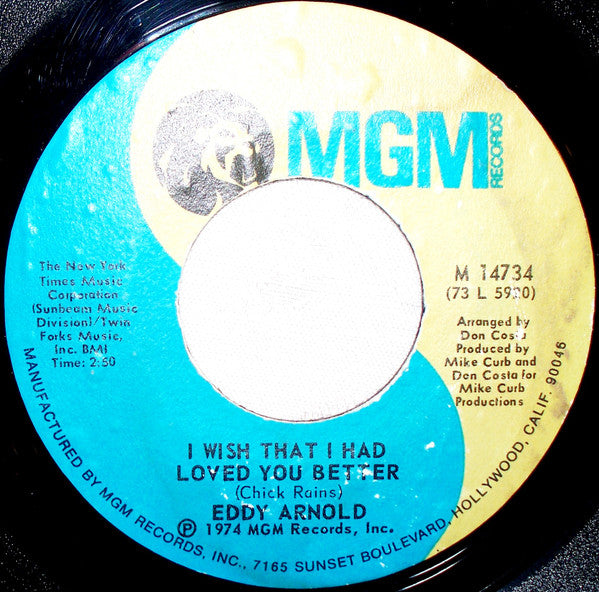 MGM
RECORDS
M 14734
(73 L 5920)
The New York
Times Music
Corporation
(Sunbeam Music
Division)/Twin
Forks Music,
Inc. BMI
Time: 2:50
Arranged by
Don Costa
Produced by
Mike Curb and
Don Costa for
Mike Curb
Productions
I WISH THAT I HAD
LOVED YOU BETTER
(Chick Rains)
EDDY ARNOLD
Ⓟ 1974 MGM Records, Inc.
MANUFACTURED BY MGM RECORDS, INC., 7165 SUNSET BOULEVARD, HOLLYWOOD, CALIF. 90046